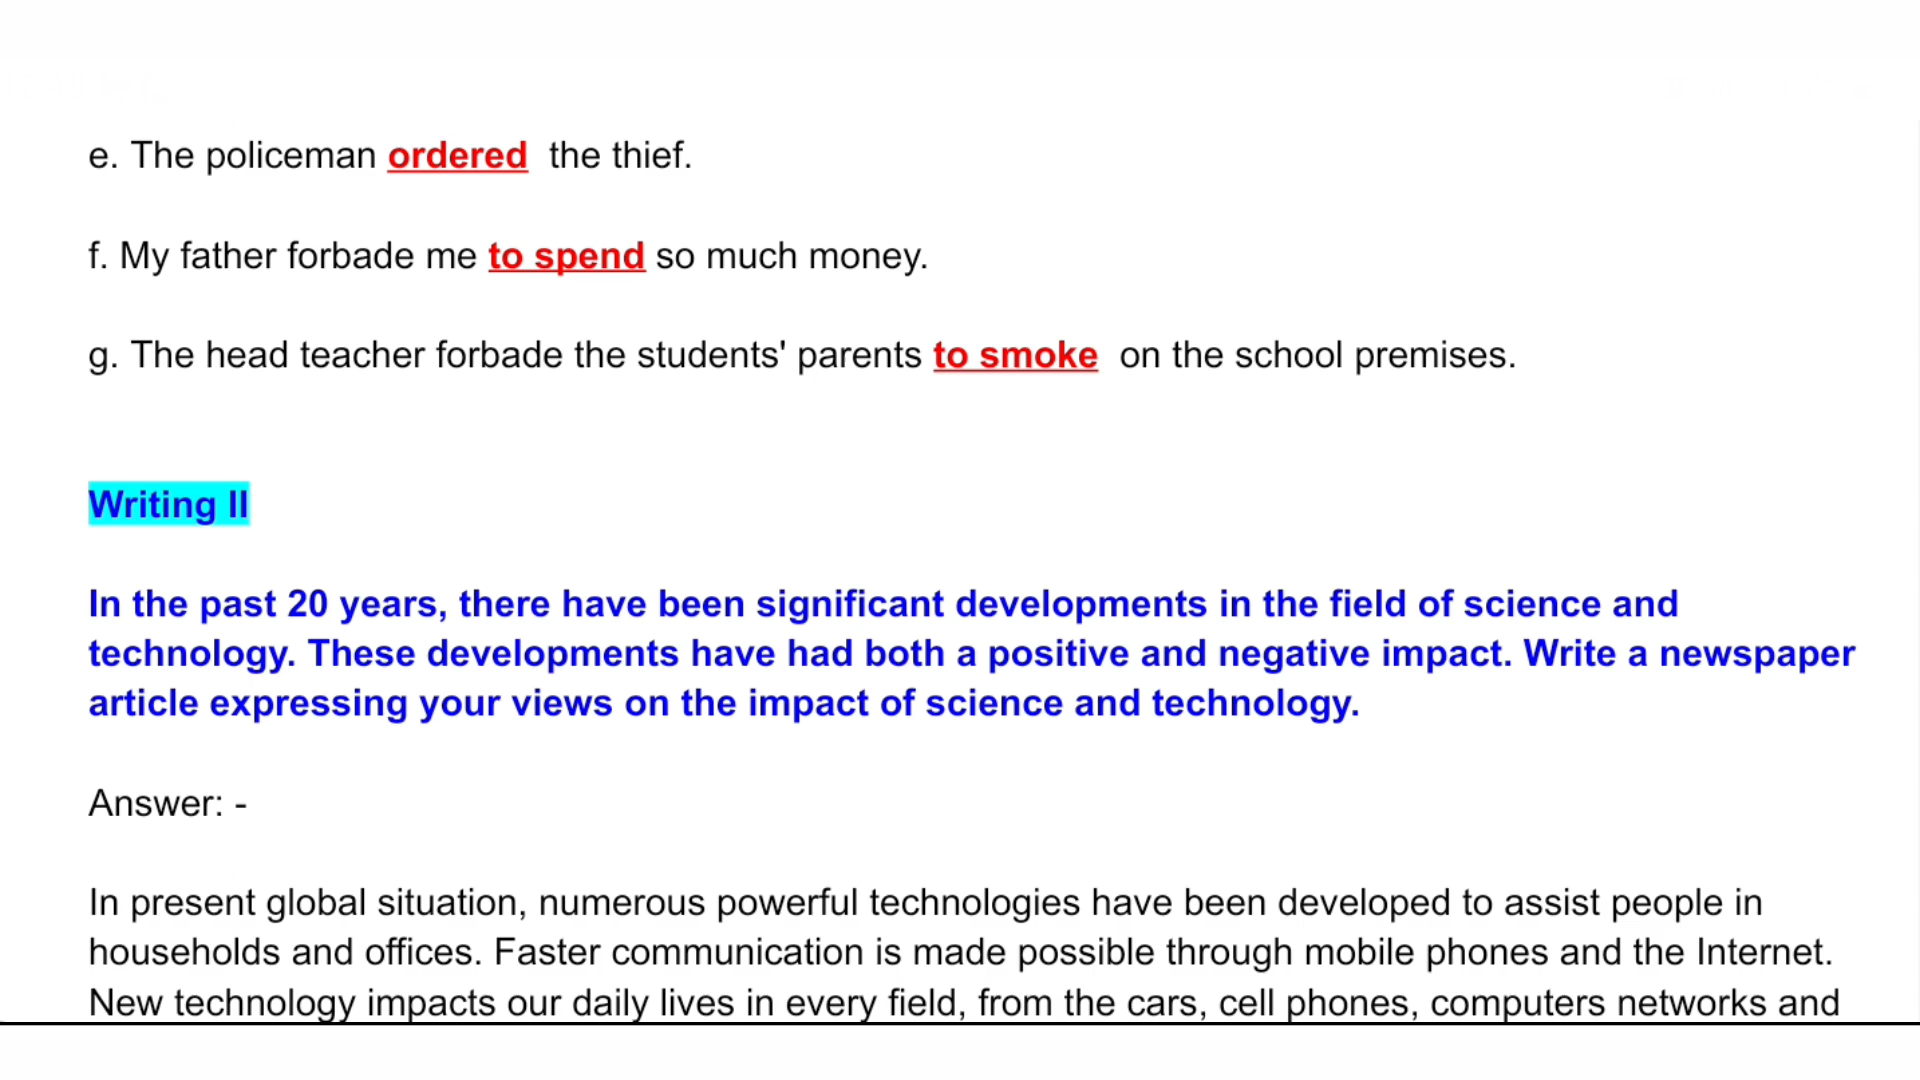 e. The policeman ordered the thief.
f. My father forbade me to spend so much money.
g. The head teacher forbade the students' parents to smoke on the school premises.
Writing II
In the past 20 years, there have been significant developments in the field of science and
technology. These developments have had both a positive and negative impact. Write a newspaper
article expressing your views on the impact of science and technology.
Answer: -
In present global situation, numerous powerful technologies have been developed to assist people in
households and offices. Faster communication is made possible through mobile phones and the Internet.
New technology impacts our daily lives in every field, from the cars, cell phones, computers networks and